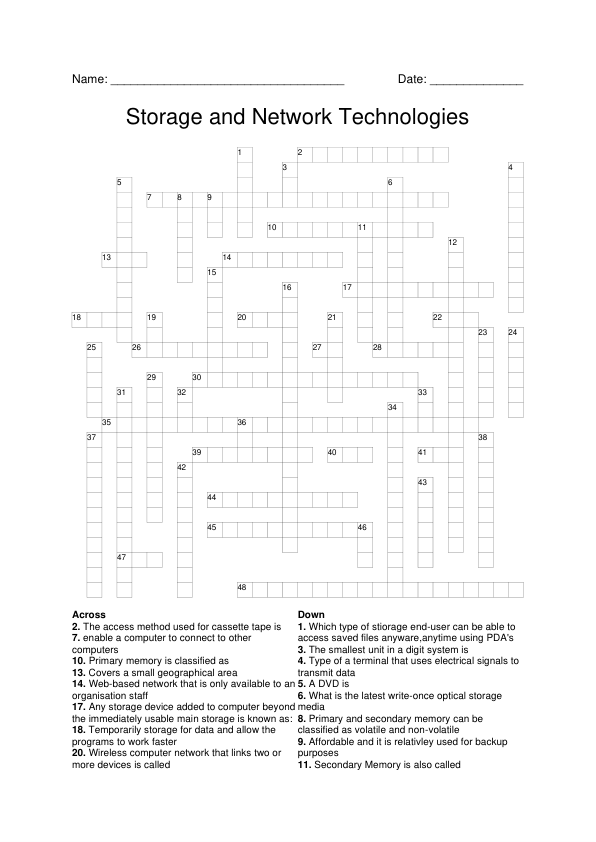 Name: ___________________________________ Date: ______________
Storage and Network Technologies
1 2
3 4
5 6
7 8 9
10 11
12
13 14
15
16 17
18 19 20 21 22
23 24
25 26 27 28
29 30
31 32 33
34
35 36
37 38
39 40 41
42
43
44
45 46
47
48
Across
2. The access method used for cassette tape is
7. enable a computer to connect to other
computers
10. Primary memory is classified as
13. Covers a small geographical area
14. Web-based network that is only available to an
organisation staff
17. Any storage device added to computer beyond
the immediately usable main storage is known as:
18. Temporarily storage for data and allow the
programs to work faster
20. Wireless computer network that links two or
more devices is called
Down
1. Which type of stiorage end-user can be able to
access saved files anyware,anytime using PDA's
3. The smallest unit in a digit system is
4. Type of a terminal that uses electrical signals to
transmit data
5. A DVD is
6. What is the latest write-once optical storage
media
8. Primary and secondary memory can be
classified as volatile and non-volatile
9. Affordable and it is relativley used for backup
purposes
11. Secondary Memory is also called